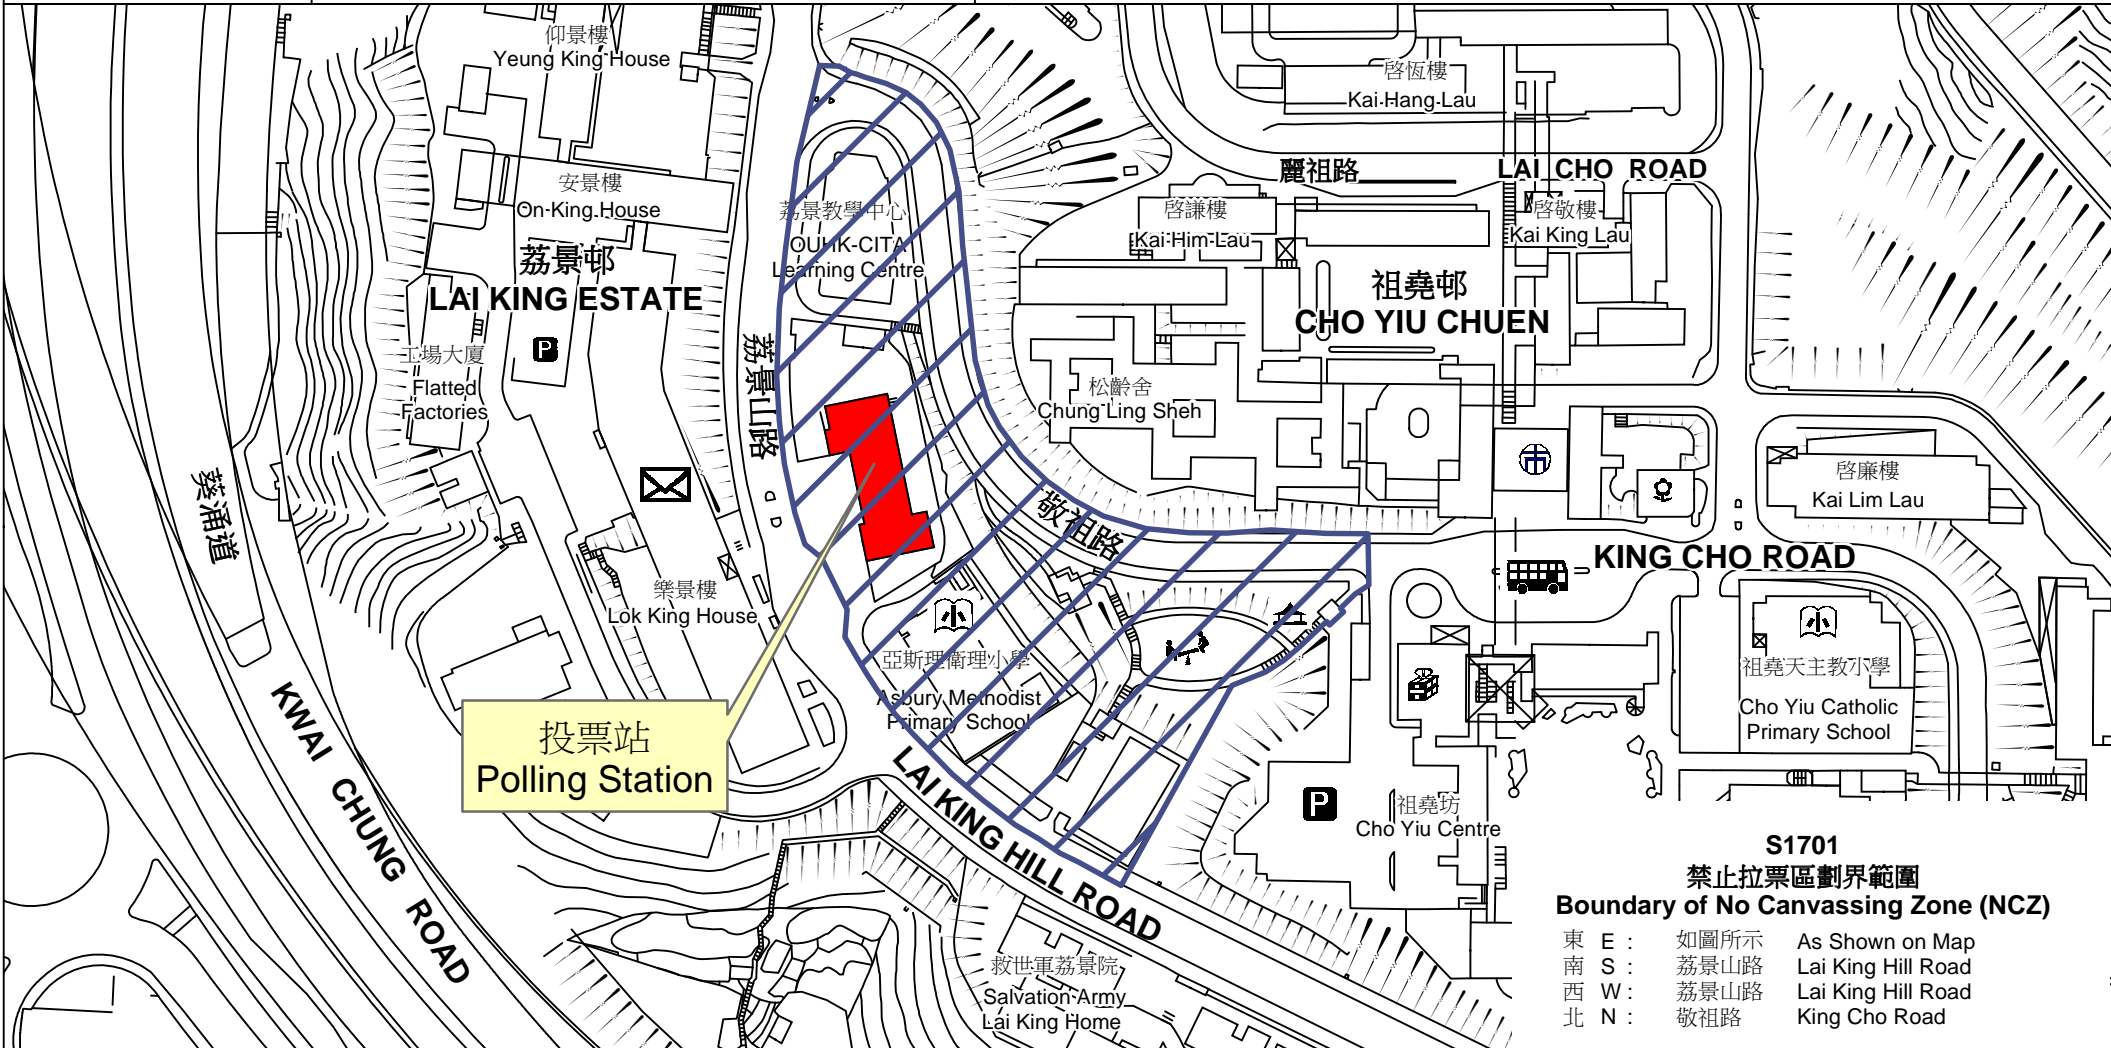 仰景樓
Yeung King House
啓恆樓
Kai Hang Lau
麗祖路
LAI CHO ROAD
安景樓
On King House
荔景教學中心
OUHK-CITA
Learning Centre
啓謙樓
Kai Him Lau
啓敬樓
Kai King Lau
荔景邨
LAI KING ESTATE
祖堯邨
CHO YIU CHUEN
工場大廈
Flatted
Factories
P
荔景山路
松齡舍
Chung Ling Sheh
葵涌道
啓廉樓
Kai Lim Lau
敬祖路
KING CHO ROAD
樂景樓
Lok King House
小
亞斯理衞理小學
Asbury Methodist
Primary School
小
祖堯天主教小學
Cho Yiu Catholic
Primary School
投票站
Polling Station
KWAI CHUNG ROAD
LAI KING HILL ROAD
P
祖堯坊
Cho Yiu Centre
救世軍荔景院
Salvation Army
Lai King Home
S1701
禁止拉票區劃界範圍
Boundary of No Canvassing Zone (NCZ)
東 E : 如圖所示 As Shown on Map
南 S : 荔景山路 Lai King Hill Road
西 W : 荔景山路 Lai King Hill Road
北 N : 敬祖路 King Cho Road